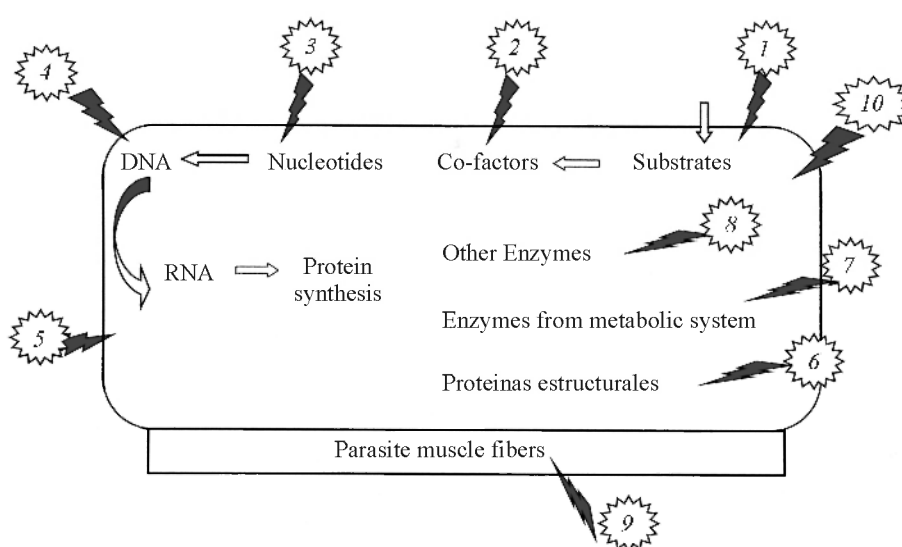 3
2
1
4
10
DNA
Nucleotides
Co-factors
Substrates
8
Other Enzymes
RNA
Protein
synthesis
7
Enzymes from metabolic system
5
6
Proteinas estructurales
Parasite muscle fibers
9